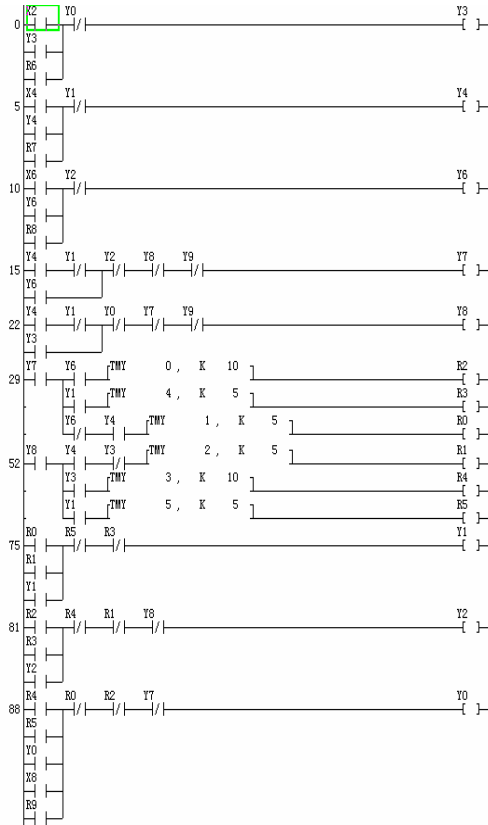 X2 Y0 Y3
0
Y3
R6
X4 Y1 Y4
5
Y4
R7
X6 Y2 Y6
10
Y6
R8
Y4 Y1 Y2 Y8 Y9 Y7
15
Y6
Y4 Y1 Y0 Y7 Y9 Y8
22
Y3
Y7 Y6 TMY 0, K 10 R2
29
Y1 TMY 4, K 5 R3
Y6 Y4 TMY 1, K 5 R0
Y8 Y4 Y3 TMY 2, K 5 R1
52
Y3 TMY 3, K 10 R4
Y1 TMY 5, K 5 R5
R0 R5 R3 Y1
75
R1
Y1
R2 R4 R1 Y8 Y2
81
R3
Y2
R4 R0 R2 Y7 Y0
88
R5
Y0
X8
R9